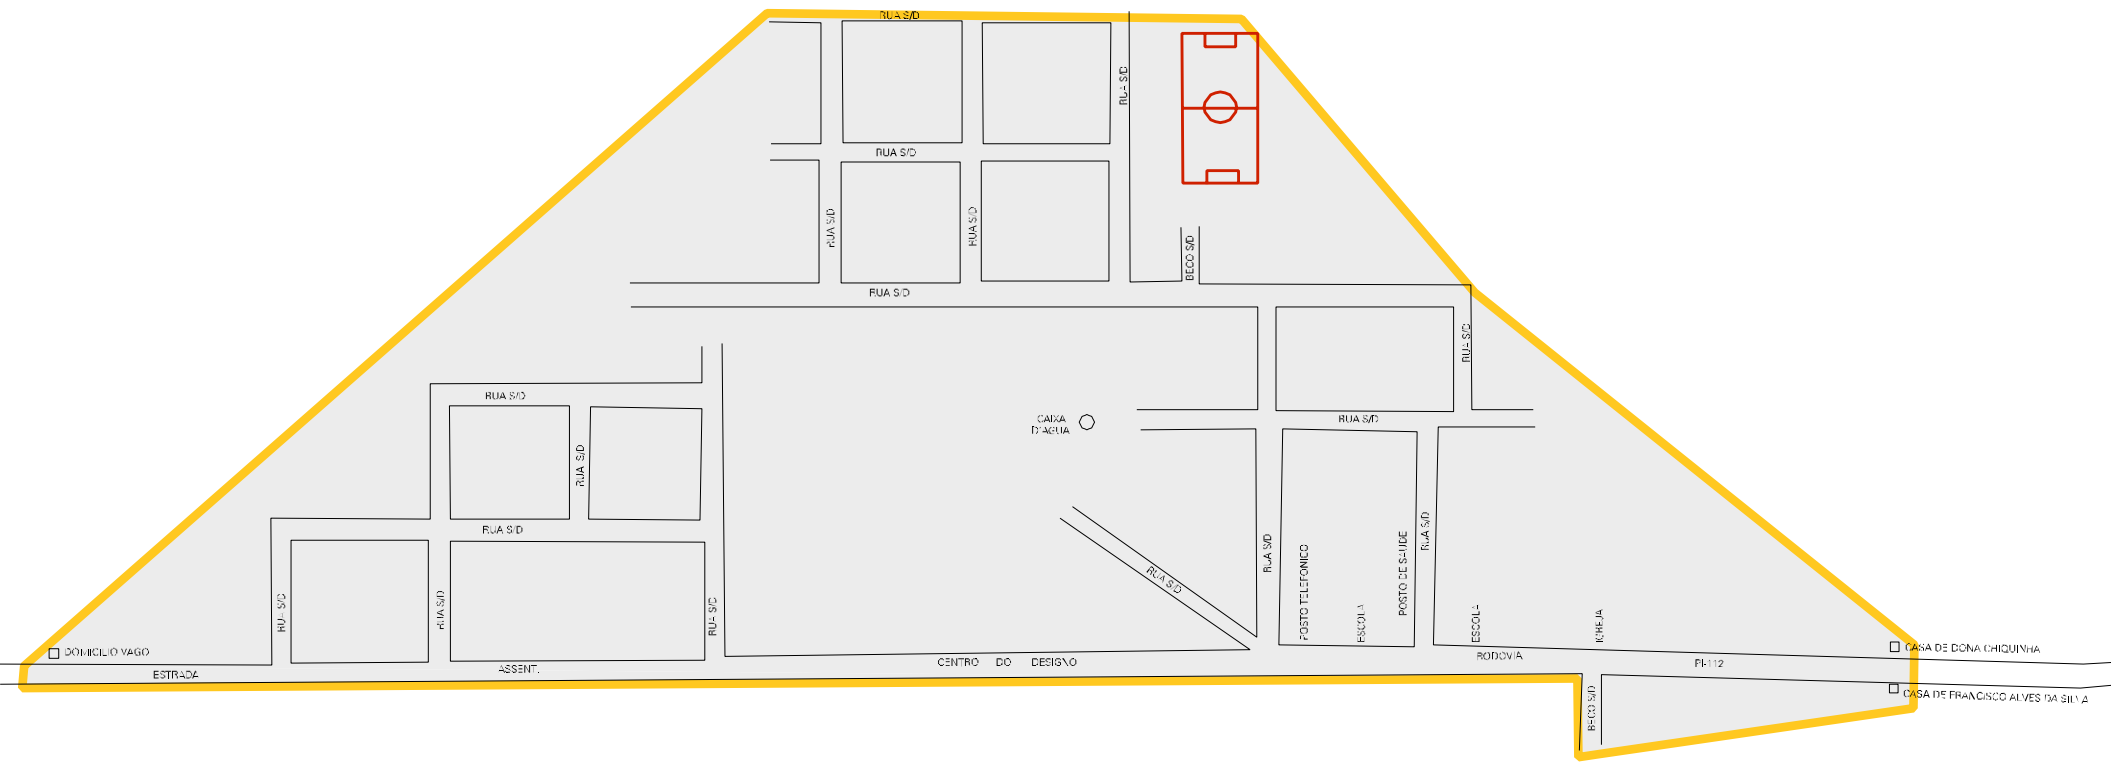 RUA S/D
RUA S/D
RUA S/D
RUA S/D
RUA S/D
BECO S/D
RUA S/D
RUA S/D
RUA S/D
CAIXA
D'AGUA
RUA S/D
RUA S/D
RUA S/D
RUA S/D
RUA S/D
RUA S/D
RUA S/D
POSTO TELEFONICO
ESCOLA
POSTO DE SAUDE
RUA S/D
ESCOLA
IGREJA
RUA S/D
RUA S/D
RUA S/D
DOMICILIO VAGO
ESTRADA
ASSENT.
CENTRO DO DESIGNO
RODOVIA
PI-112
CASA DE DONA CHIQUINHA
CASA DE FRANCISCO ALVES DA SILVA
BECO S/D